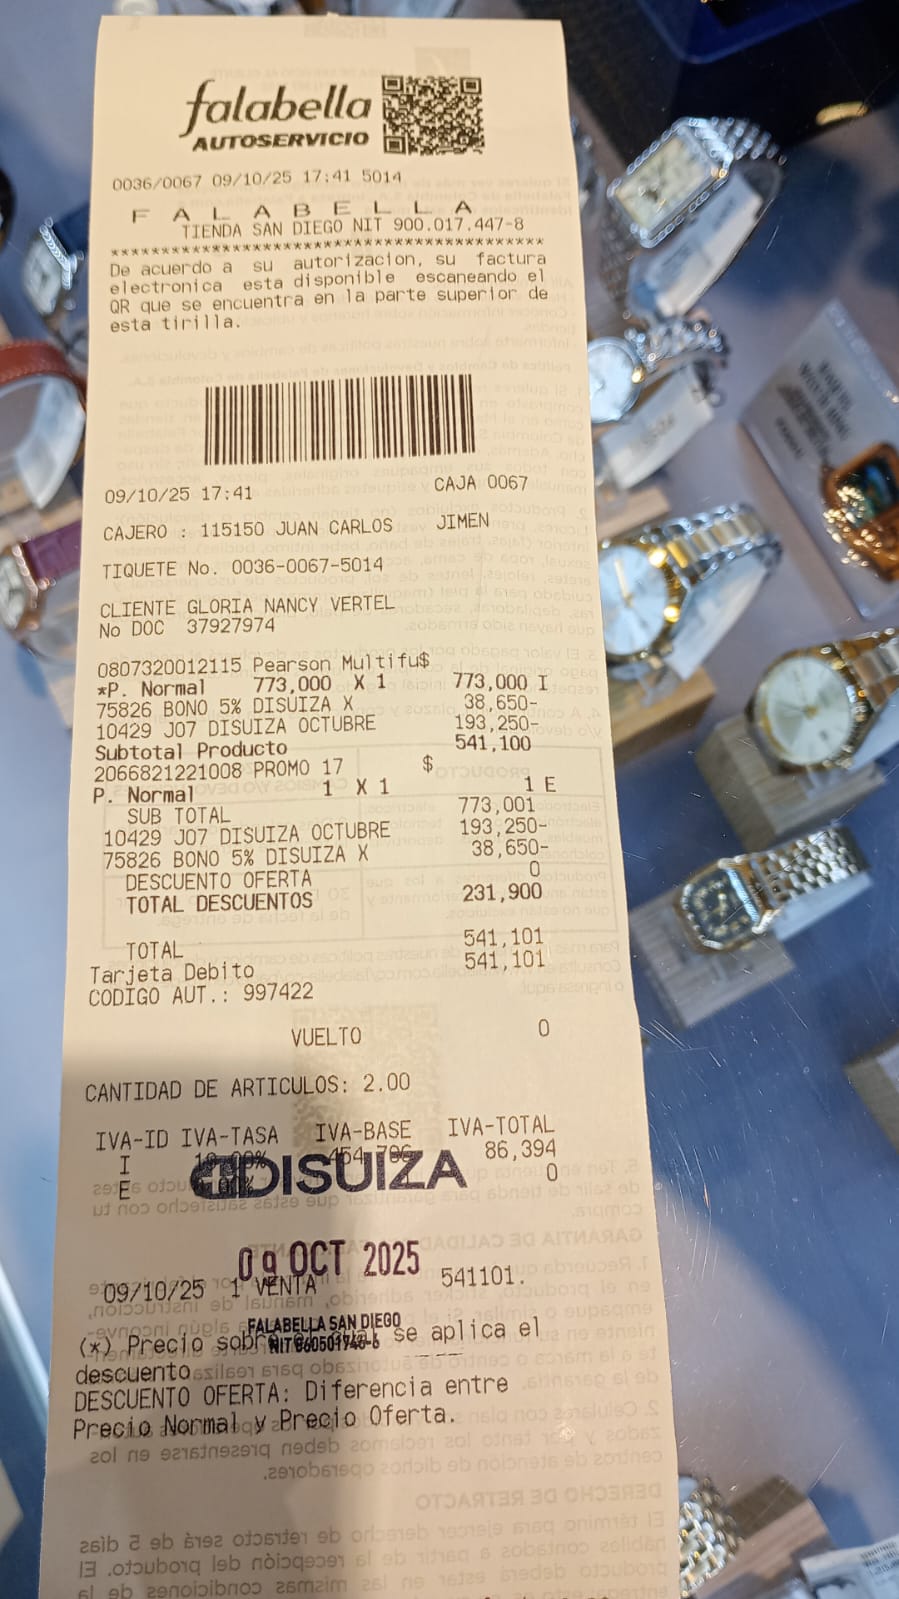 falabella
AUTOSERVICIO
0036/0067 09/10/25 17:41 5014
F A L A B E L L A
TIENDA SAN DIEGO NIT 900.017.447-8
******************************************
De acuerdo a su autorizacion, su factura
electronica esta disponible escaneando el
QR que se encuentra en la parte superior de
esta tirilla.
09/10/25 17:41 CAJA 0067
CAJERO : 115150 JUAN CARLOS JIMEN
TIQUETE No. 0036-0067-5014
CLIENTE GLORIA NANCY VERTEL
No DOC 37927974
0807320012115 Pearson Multifu$
*P. Normal 773,000 X 1 773,000 I
75826 BONO 5% DISUIZA X 38,650-
10429 J07 DISUIZA OCTUBRE 193,250-
Subtotal Producto 541,100
2066821221008 PROMO 17 $
P. Normal 1 X 1 1 E
SUB TOTAL 773,001
10429 J07 DISUIZA OCTUBRE 193,250-
75826 BONO 5% DISUIZA X 38,650-
DESCUENTO OFERTA 0
TOTAL DESCUENTOS 231,900
TOTAL 541,101
Tarjeta Debito 541,101
CODIGO AUT.: 997422
VUELTO 0
CANTIDAD DE ARTICULOS: 2.00
IVA-ID IVA-TASA IVA-BASE IVA-TOTAL
I 86,394
E 0
DISUIZA
09 OCT 2025
09/10/25 1 VENTA 541101.
FALABELLA SAN DIEGO
(*) Precio sobre se aplica el
descuento
DESCUENTO OFERTA: Diferencia entre
Precio Normal y Precio Oferta.